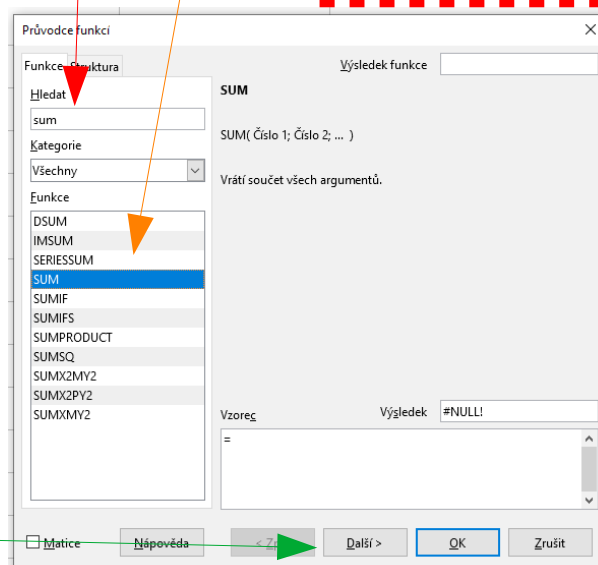 Průvodce funkcí
Funkce Struktura
Výsledek funkce
Hledat
sum
Kategorie
Všechny
Funkce
DSUM
IMSUM
SERIESSUM
SUM
SUMIF
SUMIFS
SUMPRODUCT
SUMSQ
SUMX2MY2
SUMX2PY2
SUMXMY2
SUM
SUM( Číslo 1; Číslo 2; ... )
Vrátí součet všech argumentů.
Vzorec
Výsledek #NULL!
=
Matice
Nápověda
Další >
OK
Zrušit